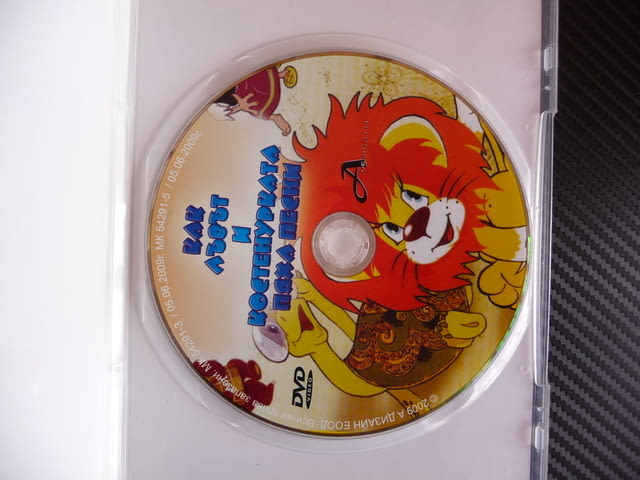 КАК
ЛЪВЪТ
И
КОСТЕНУРКАТА
ПЯХА ПЕСНИ
А Дизайн
DVD
VIDEO
© 2009 А ДИЗАЙН ЕООД/ Всички права запазени. МК 54291-3 / 05.06.2009г. МК 54291-5 / 05.06.2009г.